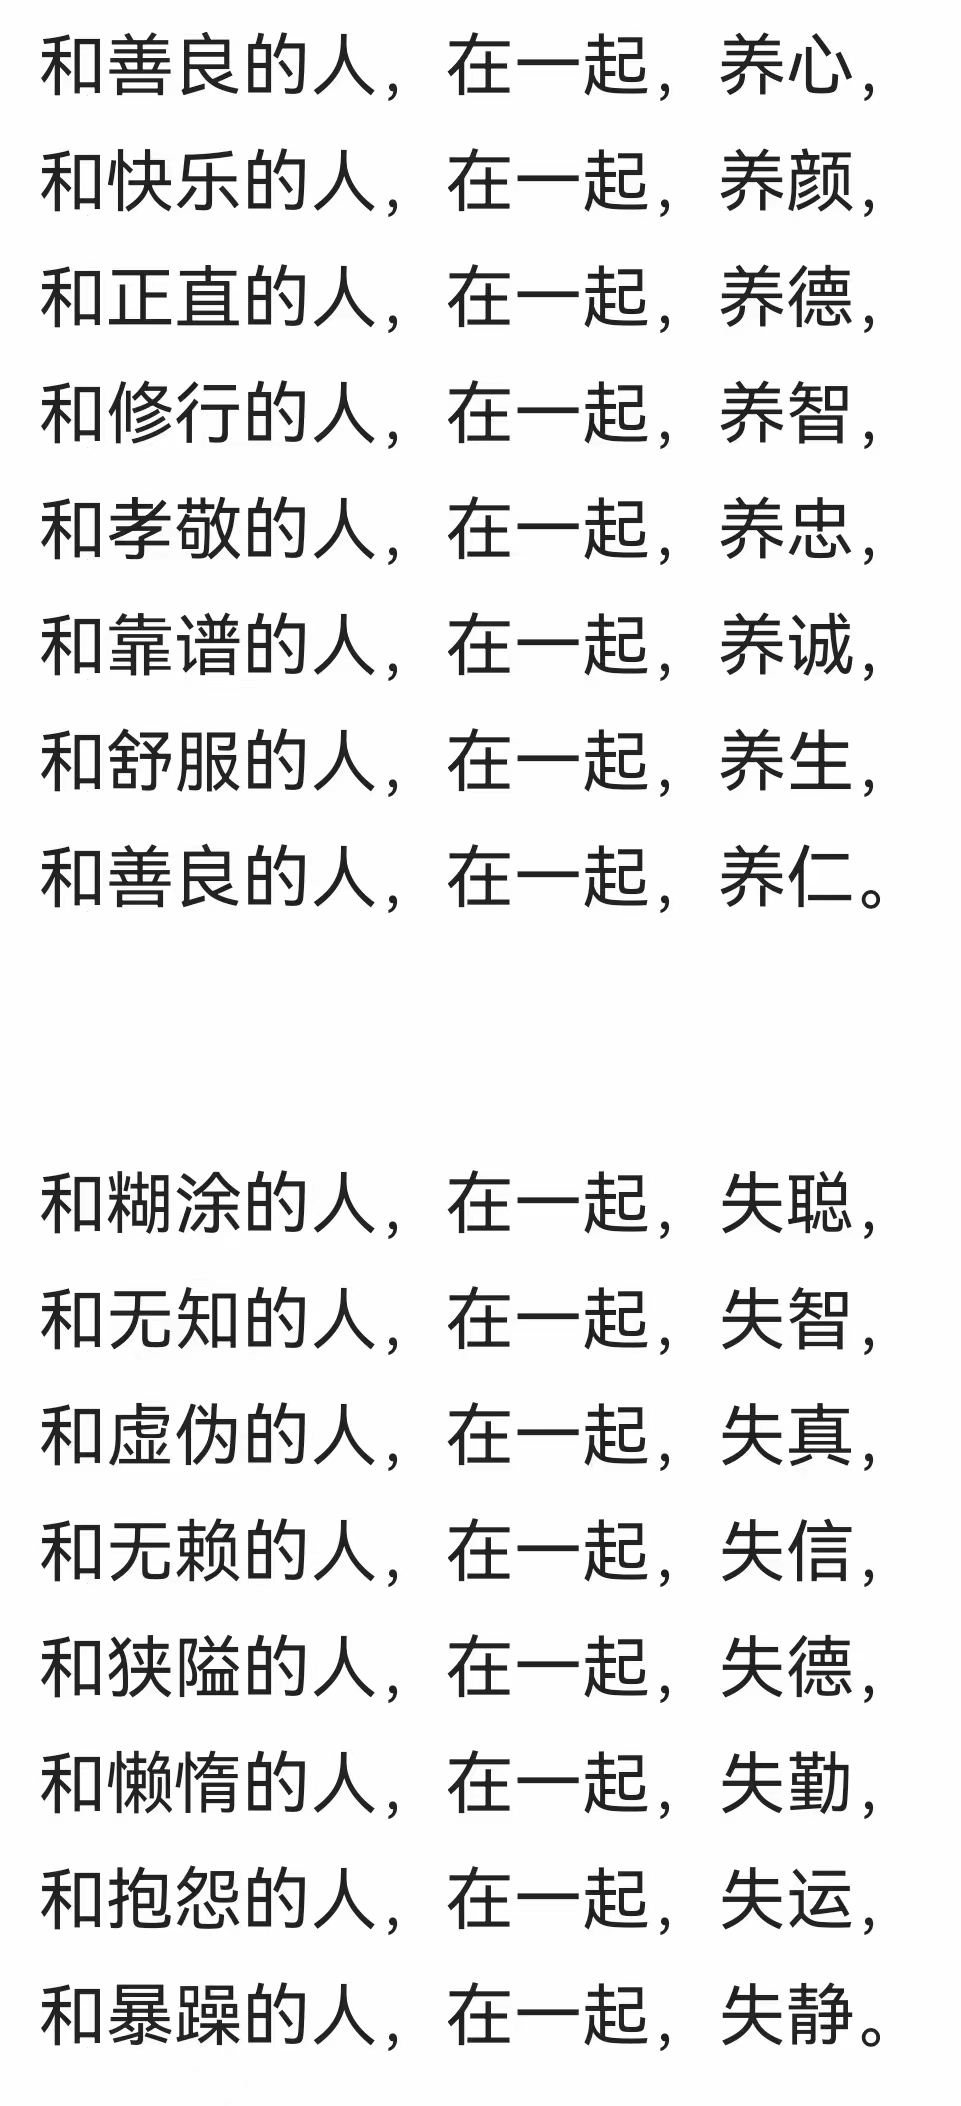 和善良的人，在一起，养心，
和快乐的人，在一起，养颜，
和正直的人，在一起，养德，
和修行的人，在一起，养智，
和孝敬的人，在一起，养忠，
和靠谱的人，在一起，养诚，
和舒服的人，在一起，养生，
和善良的人，在一起，养仁。
和糊涂的人，在一起，失聪，
和无知的人，在一起，失智，
和虚伪的人，在一起，失真，
和无赖的人，在一起，失信，
和狭隘的人，在一起，失德，
和懒惰的人，在一起，失勤，
和抱怨的人，在一起，失运，
和暴躁的人，在一起，失静。